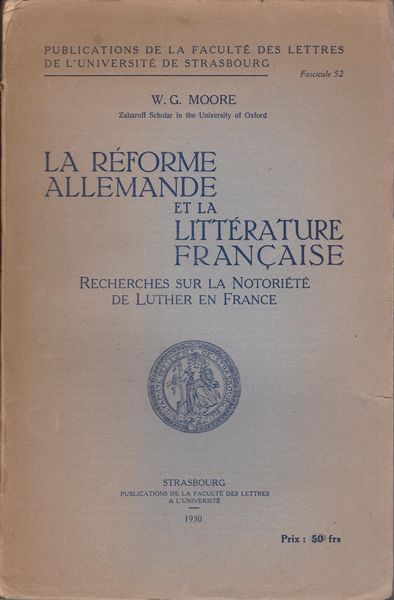 PUBLICATIONS DE LA FACULTÉ DES LETTRES
DE L'UNIVERSITÉ DE STRASBOURG
Fascicule 52
W. G. MOORE
Zaharoff Scholar in the University of Oxford
LA RÉFORME
ALLEMANDE
ET LA
LITTÉRATURE
FRANÇAISE
RECHERCHES SUR LA NOTORIÉTÉ
DE LUTHER EN FRANCE
STRASBOURG
PUBLICATIONS DE LA FACULTÉ DES LETTRES
A L'UNIVERSITÉ
1930
Prix : 50 frs